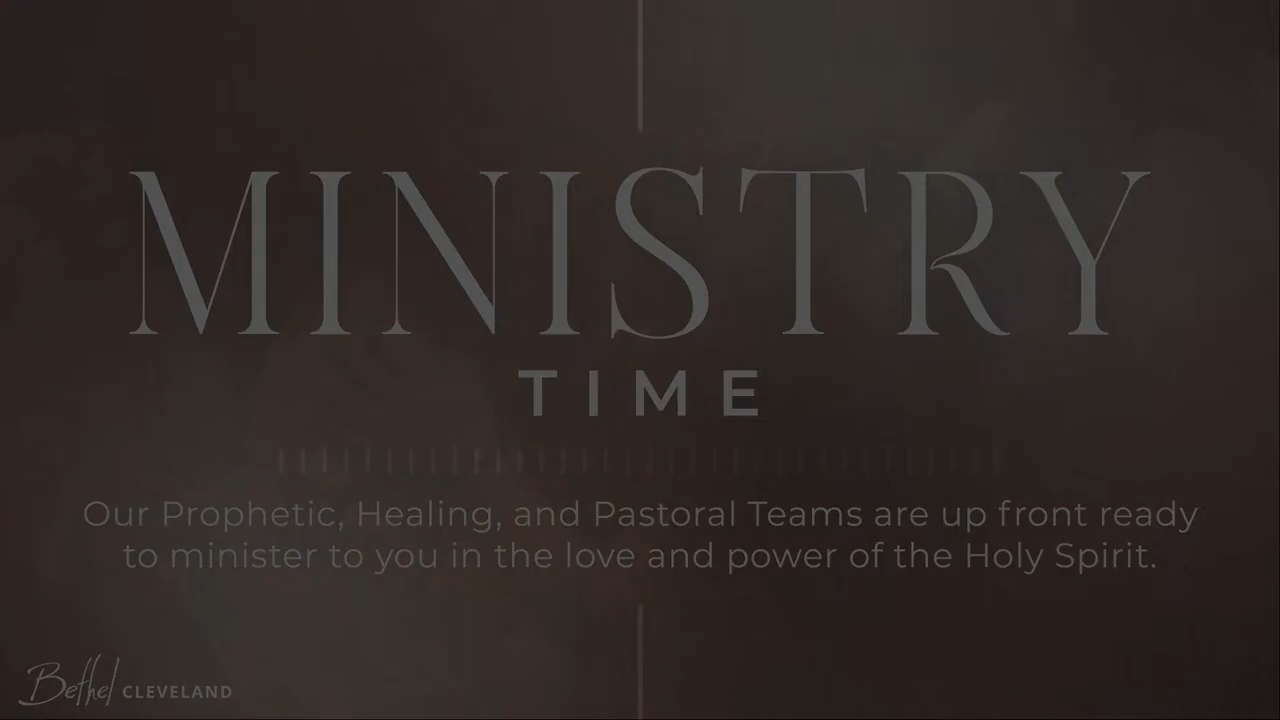 MINISTRY
TIME
Our Prophetic, Healing, and Pastoral Teams are up front ready
to minister to you in the love and power of the Holy Spirit.
Bethel CLEVELAND